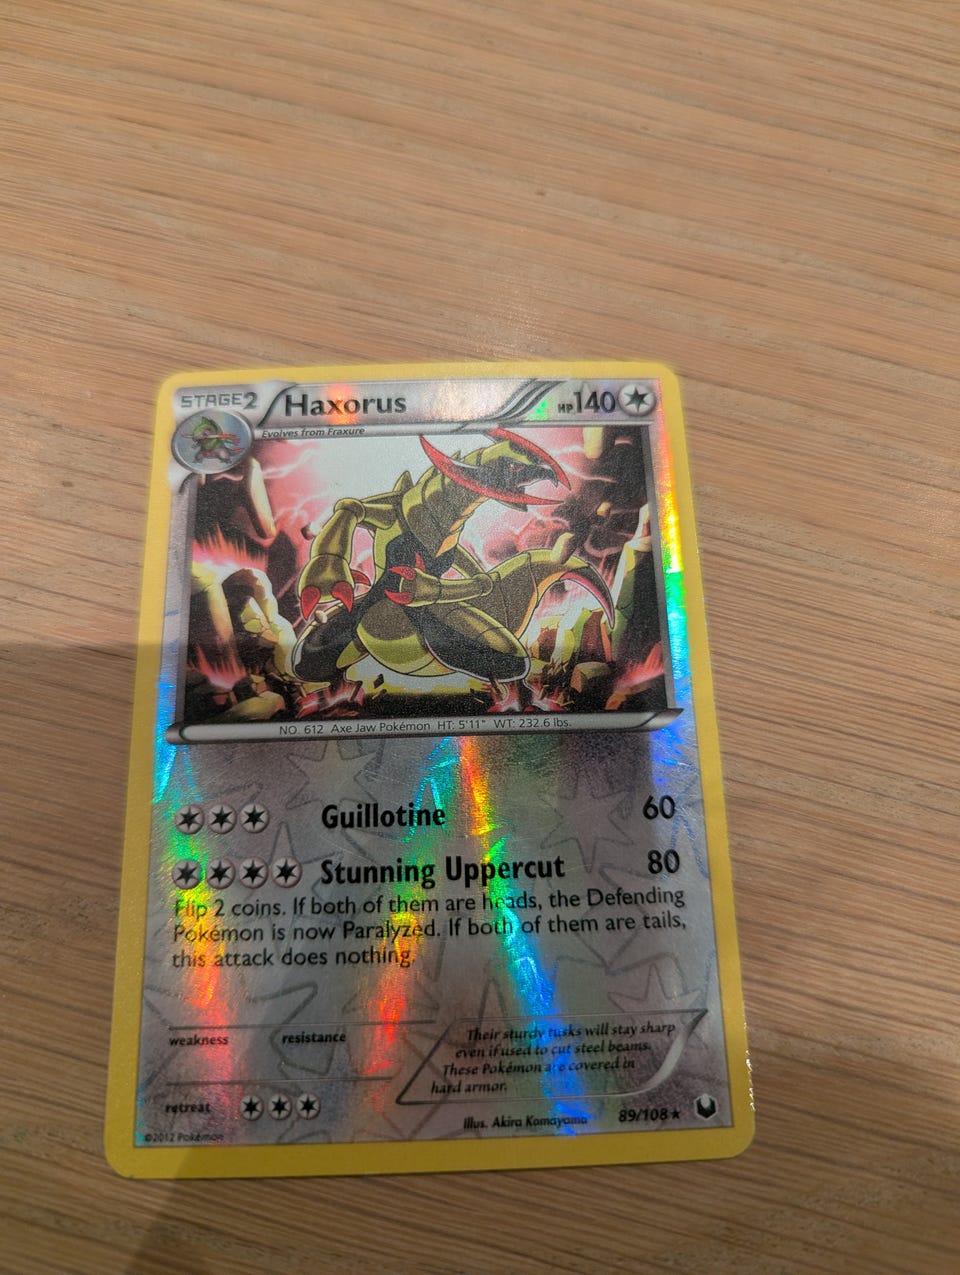 STAGE2 Haxorus HP140
Evolves from Fraxure
NO. 612 Axe Jaw Pokémon HT: 5'11" WT: 232.6 lbs.
Guillotine 60
Stunning Uppercut 80
Flip 2 coins. If both of them are heads, the Defending
Pokémon is now Paralyzed. If both of them are tails,
this attack does nothing.
weakness resistance
Their sturdy tusks will stay sharp
even if used to cut steel beams.
These Pokémon are covered in
hard armor.
retreat
Illus. Akira Komayama 89/108★
©2012 Pokémon